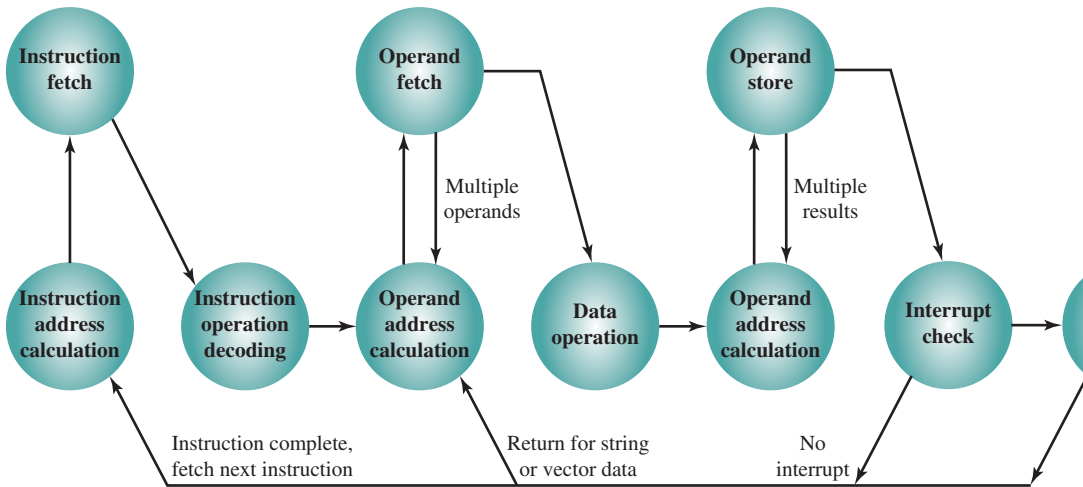 Instruction
fetch
Operand
fetch
Operand
store
Multiple
operands
Multiple
results
Instruction
address
calculation
Instruction
operation
decoding
Operand
address
calculation
Data
operation
Operand
address
calculation
Interrupt
check
Instruction complete,
fetch next instruction
Return for string
or vector data
No
interrupt